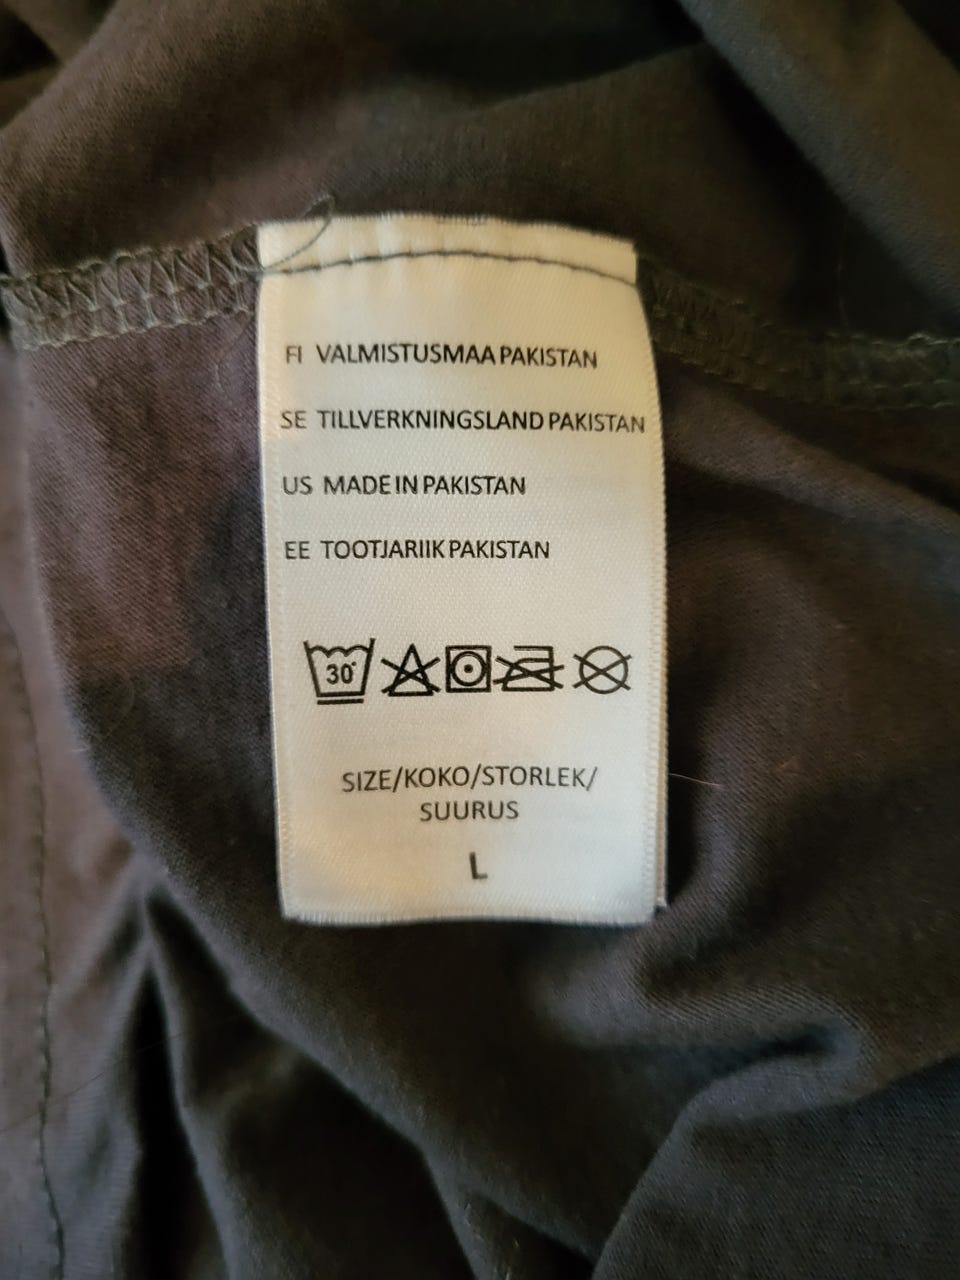 FI VALMISTUSMAA PAKISTAN
SE TILLVERKNINGSLAND PAKISTAN
US MADE IN PAKISTAN
EE TOOTJARIIK PAKISTAN
30°
SIZE/KOKO/STORLEK/
SUURUS
L